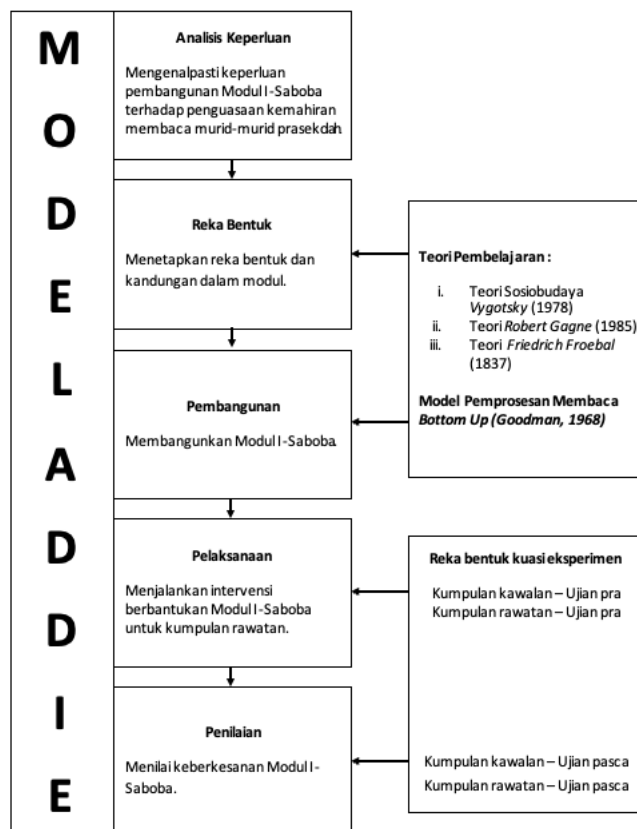 M
O
D
E
L
A
D
D
I
E
Analisis Keperluan
Mengenalpasti keperluan
pembangunan Modul I-Saboba
terhadap penguasaan kemahiran
membaca murid-murid prasekdah.
Reka Bentuk
Menetapkan reka bentuk dan
kandungan dalam modul.
Pembangunan
Membangunkan Modul I-Saboba.
Pelaksanaan
Menjalankan intervensi
berbantukan Modul I-Saboba
untuk kumpulan rawatan.
Penilaian
Menilai keberkesanan Modul I-
Saboba.
Teori Pembelajaran :
i. Teori Sosiobudaya
Vygotsky (1978)
ii. Teori Robert Gagne (1985)
iii. Teori Friedrich Froebal
(1837)
Model Pemprosesan Membaca
Bottom Up (Goodman, 1968)
Reka bentuk kuasi eksperimen
Kumpulan kawalan – Ujian pra
Kumpulan rawatan – Ujian pra
Kumpulan kawalan – Ujian pasca
Kumpulan rawatan – Ujian pasca